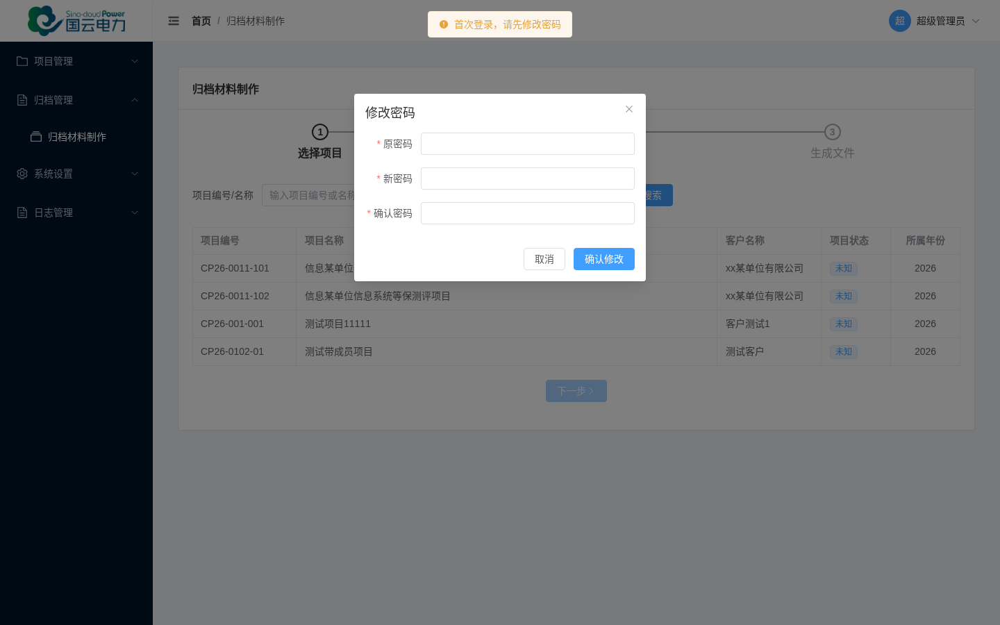 Sino-cloud Power
国云电力
首页 / 归档材料制作
首次登录，请先修改密码
超 超级管理员
项目管理
归档管理
归档材料制作
系统设置
日志管理
归档材料制作
修改密码
* 原密码
* 新密码
* 确认密码
取消 确认修改
1 3
选择项目 生成文件
项目编号/名称 输入项目编号或名称 搜索
项目编号 项目名称 客户名称 项目状态 所属年份
CP26-0011-101 信息某单位 xx某单位有限公司 未知 2026
CP26-0011-102 信息某单位信息系统等保测评项目 xx某单位有限公司 未知 2026
CP26-001-001 测试项目11111 客户测试1 未知 2026
CP26-0102-01 测试带成员项目 测试客户 未知 2026
下一步